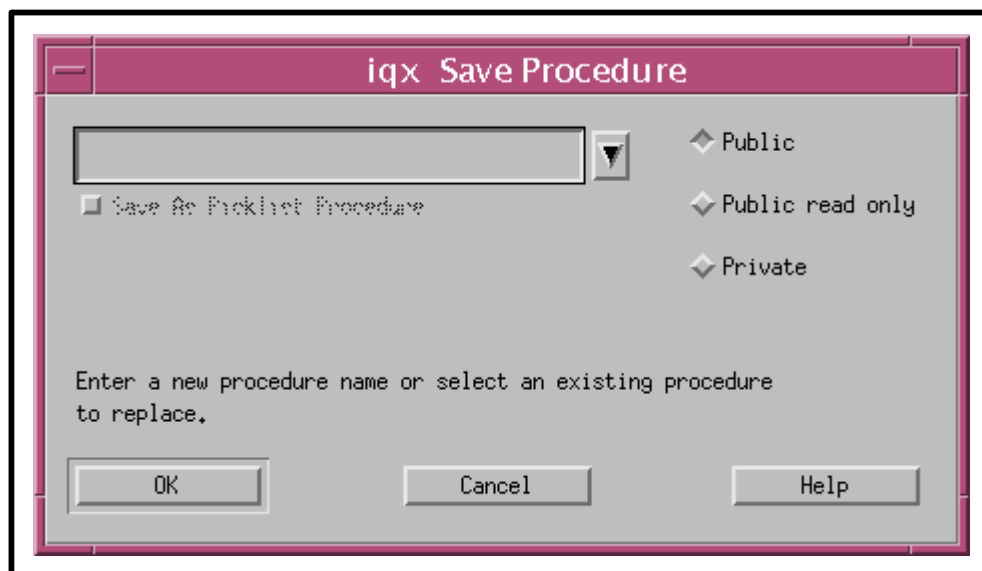 iqx Save Procedure
Public
Save As Picklist Procedure
Public read only
Private
Enter a new procedure name or select an existing procedure
to replace.
OK Cancel Help